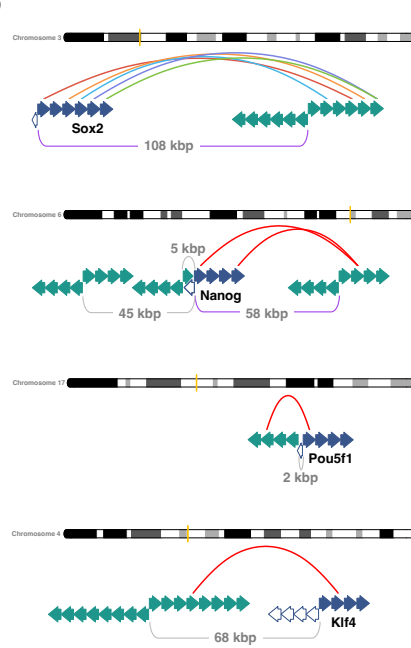 Chromosome 3
Sox2
108 kbp
Chromosome 6
5 kbp
Nanog
45 kbp
58 kbp
Chromosome 17
Pou5f1
2 kbp
Chromosome 4
Klf4
68 kbp